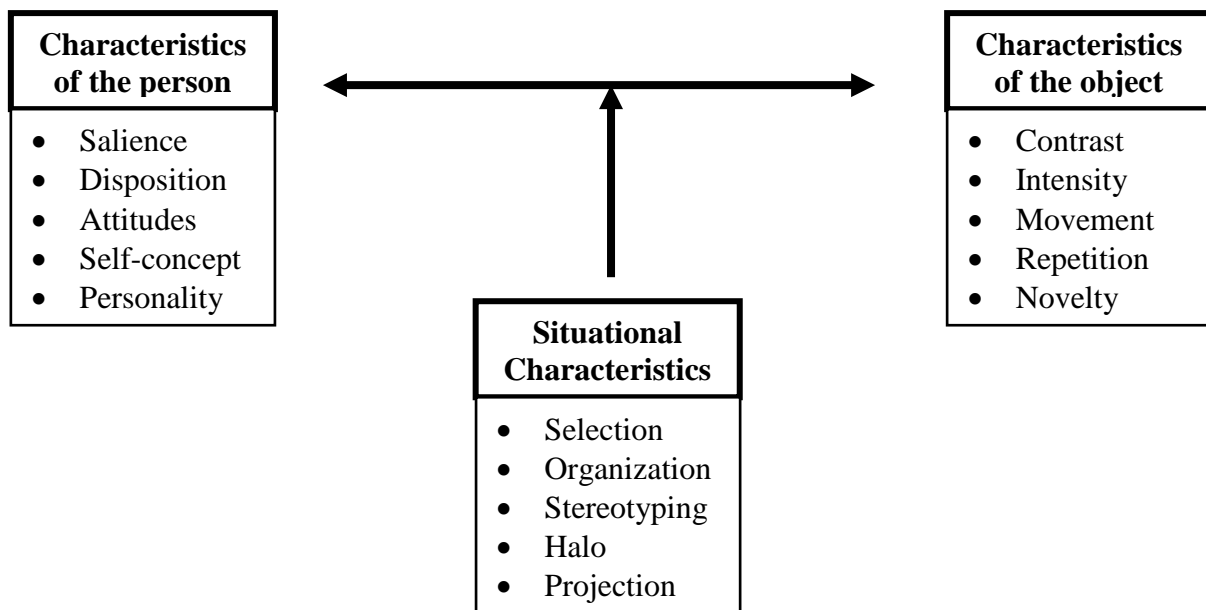 Characteristics
of the person
• Salience
• Disposition
• Attitudes
• Self-concept
• Personality
Characteristics
of the object
• Contrast
• Intensity
• Movement
• Repetition
• Novelty
Situational
Characteristics
• Selection
• Organization
• Stereotyping
• Halo
• Projection